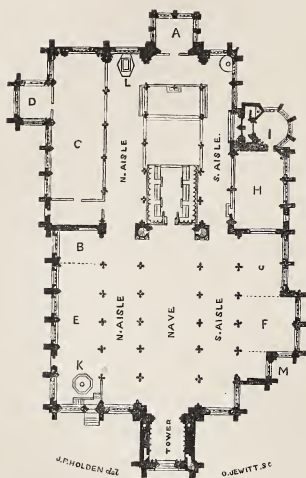 A
D
C
L
N. AISLE
S. AISLE.
I
H
B
C
E
N. AISLE
NAVE
S. AISLE
F
K
M
TOWER
J.P. HOLDEN del
O. JEWITT. SC